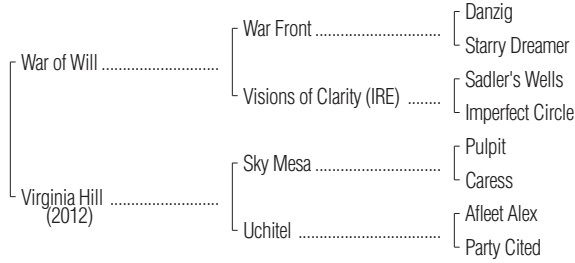 Danzig
War Front ........................
Starry Dreamer
War of Will .............................
Sadler's Wells
Visions of Clarity (IRE) ........
Imperfect Circle
Pulpit
Sky Mesa ...........................
Caress
Virginia Hill ...........................
(2012)
Afleet Alex
Uchitel ...............................
Party Cited